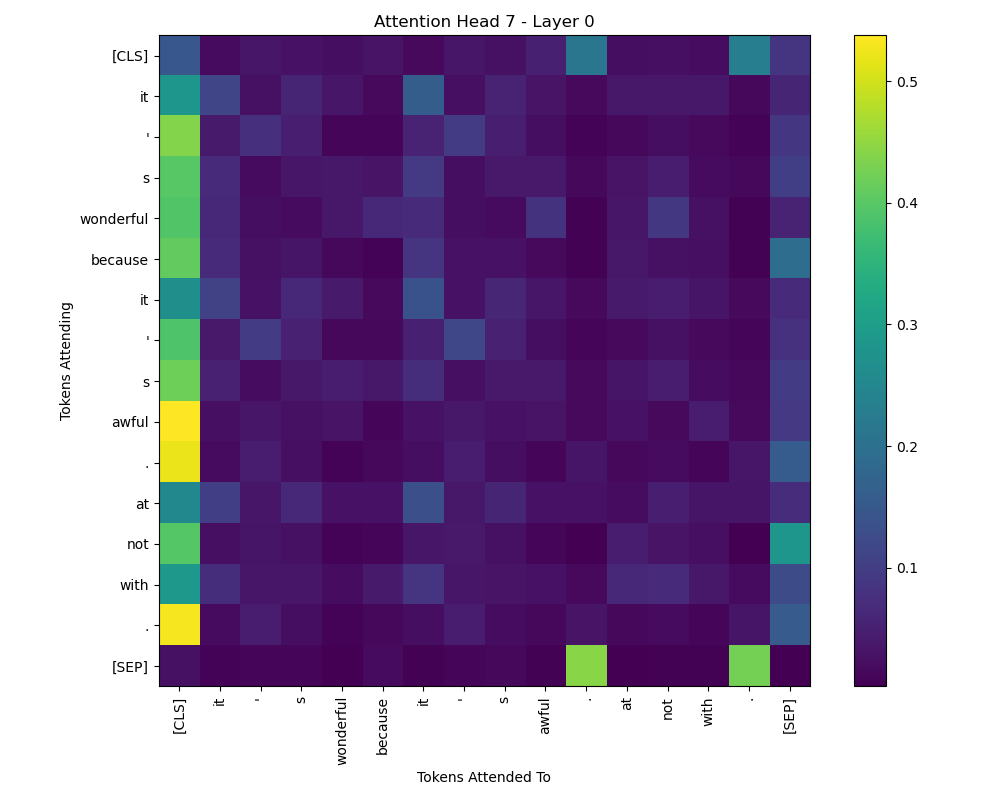 Attention Head 7 - Layer 0
[CLS]
it
'
s
wonderful
because
it
'
s
awful
.
at
not
with
.
[SEP]
Tokens Attending
[CLS]
it
'
s
wonderful
because
it
'
s
awful
.
at
not
with
.
[SEP]
Tokens Attended To
0.5
0.4
0.3
0.2
0.1